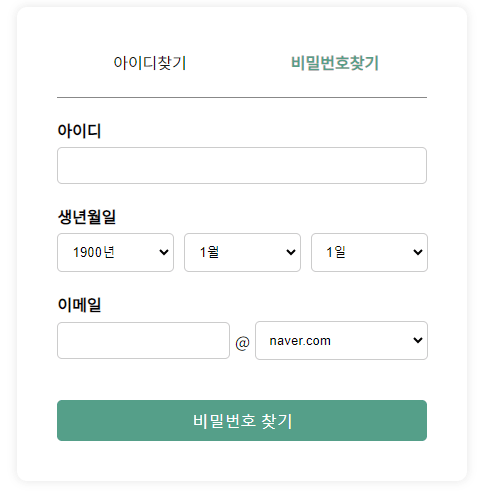 아이디찾기 비밀번호찾기
아이디
생년월일
1900년 1월 1일
이메일
@ naver.com
비밀번호 찾기